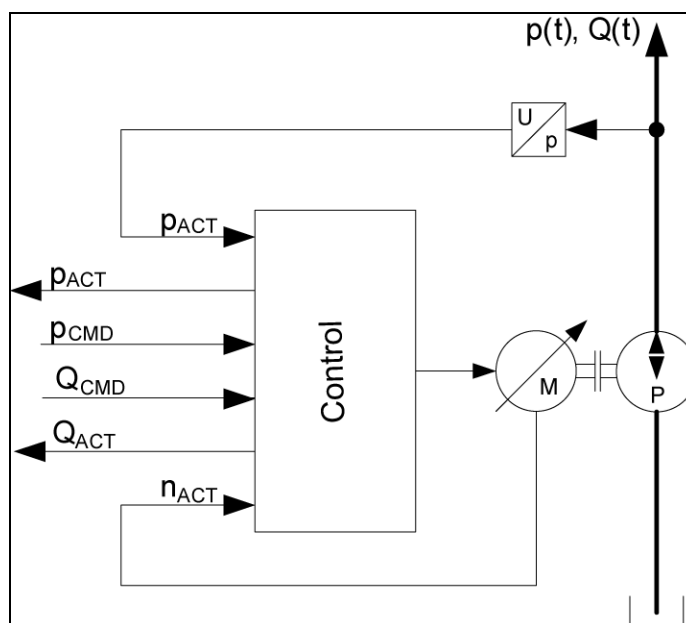 p(t), Q(t)
U
p
pACT
pACT
pCMD
QCMD
QACT
nACT
Control
M
P